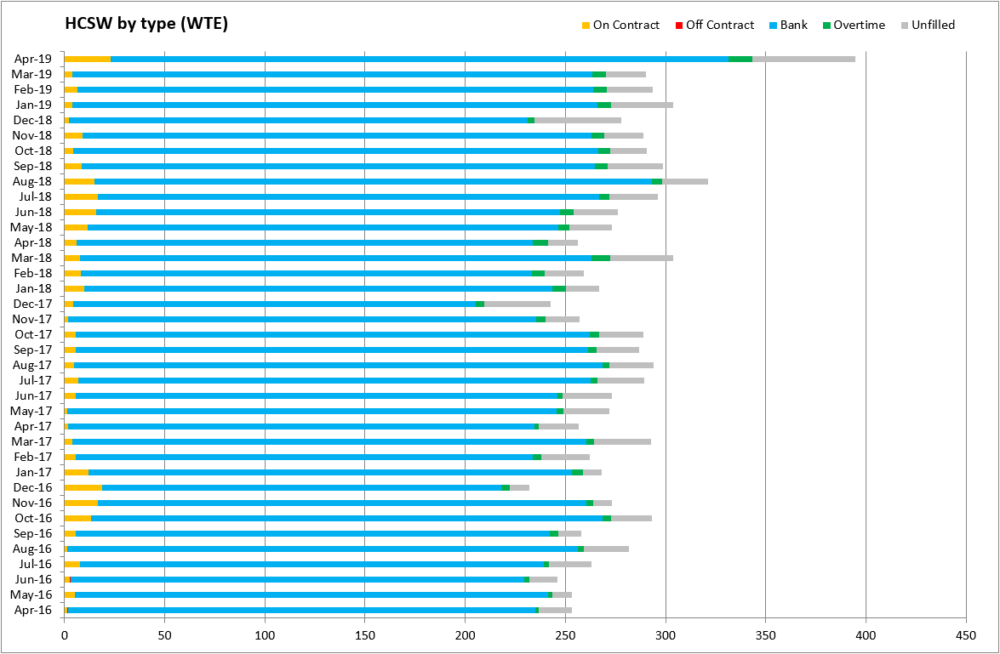 HCSW by type (WTE)
On Contract Off Contract Bank Overtime Unfilled
Apr-19
Mar-19
Feb-19
Jan-19
Dec-18
Nov-18
Oct-18
Sep-18
Aug-18
Jul-18
Jun-18
May-18
Apr-18
Mar-18
Feb-18
Jan-18
Dec-17
Nov-17
Oct-17
Sep-17
Aug-17
Jul-17
Jun-17
May-17
Apr-17
Mar-17
Feb-17
Jan-17
Dec-16
Nov-16
Oct-16
Sep-16
Aug-16
Jul-16
Jun-16
May-16
Apr-16
0 50 100 150 200 250 300 350 400 450